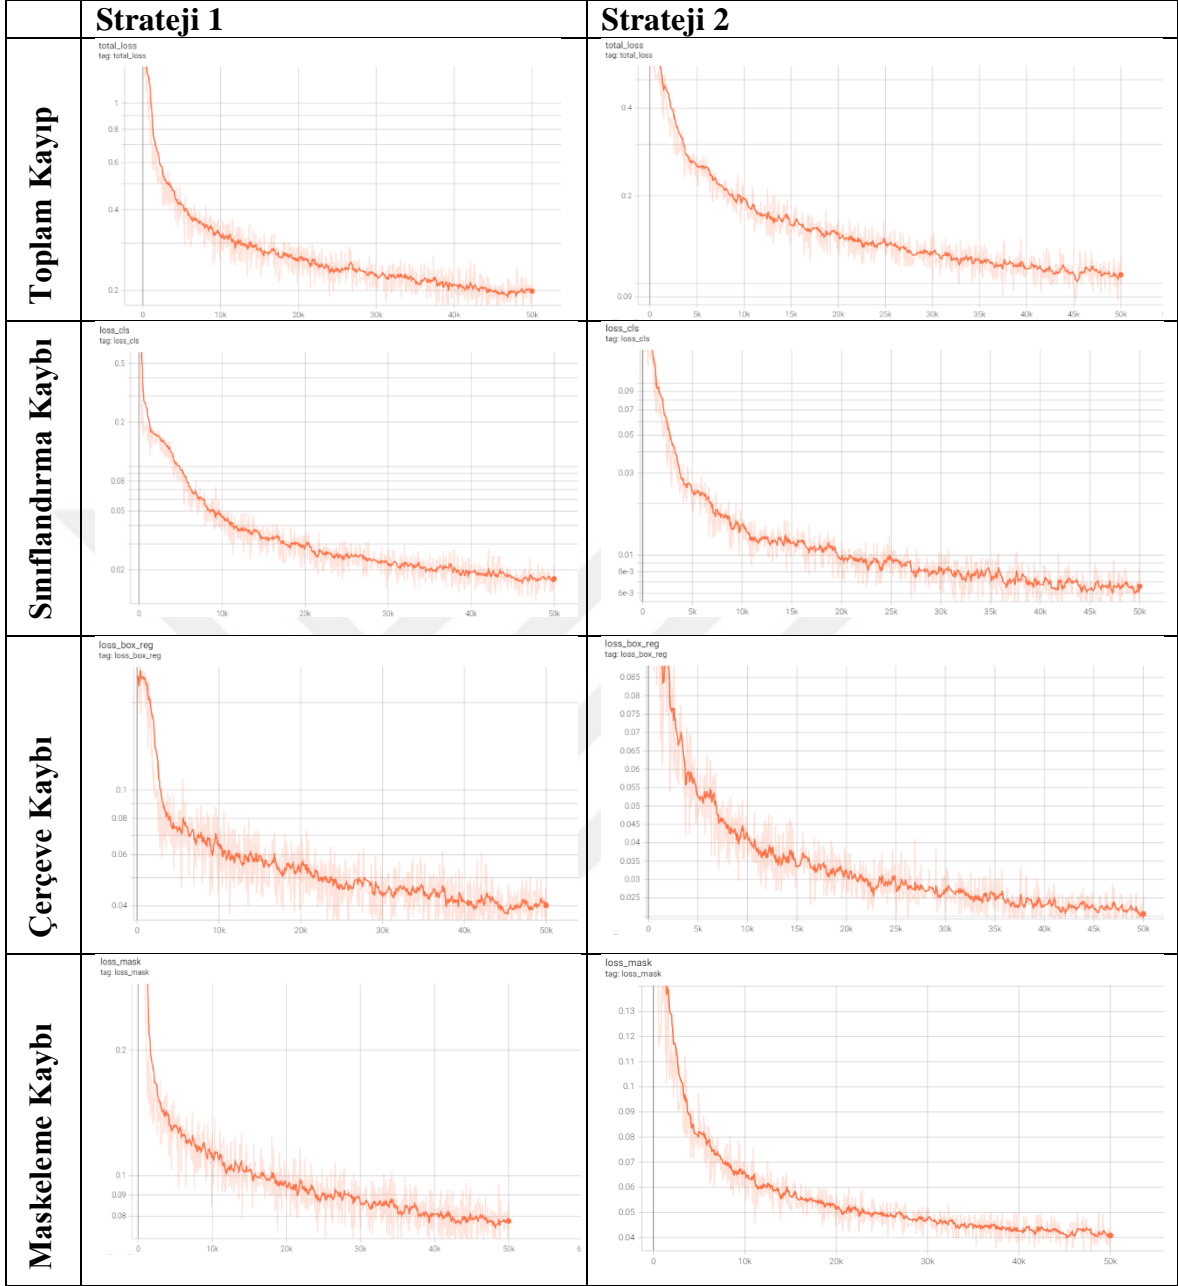 Strateji 1
Strateji 2
Toplam Kayıp
total_loss
tag: total_loss
1
0.8
0.6
0.4
0.2
0
10k
20k
30k
40k
50k
total_loss
tag: total_loss
0.4
0.2
0.09
0
5k
10k
15k
20k
25k
30k
35k
40k
45k
50k
Sınıflandırma Kaybı
loss_cls
tag: loss_cls
0.5
0.2
0.08
0.05
0.02
0
10k
20k
30k
40k
50k
loss_cls
tag: loss_cls
0.09
0.07
0.05
0.03
0.01
8e-3
6e-3
0
5k
10k
15k
20k
25k
30k
35k
40k
45k
50k
Çerçeve Kaybı
loss_box_reg
tag: loss_box_reg
0.1
0.08
0.06
0.04
0
10k
20k
30k
40k
50k
loss_box_reg
tag: loss_box_reg
0.085
0.08
0.075
0.07
0.065
0.06
0.055
0.05
0.045
0.04
0.035
0.03
0.025
0
5k
10k
15k
20k
25k
30k
35k
40k
45k
50k
Maskeleme Kaybı
loss_mask
tag: loss_mask
0.2
0.1
0.09
0.08
0
10k
20k
30k
40k
50k
6
loss_mask
tag: loss_mask
0.13
0.12
0.11
0.1
0.09
0.08
0.07
0.06
0.05
0.04
0
10k
20k
30k
40k
50k